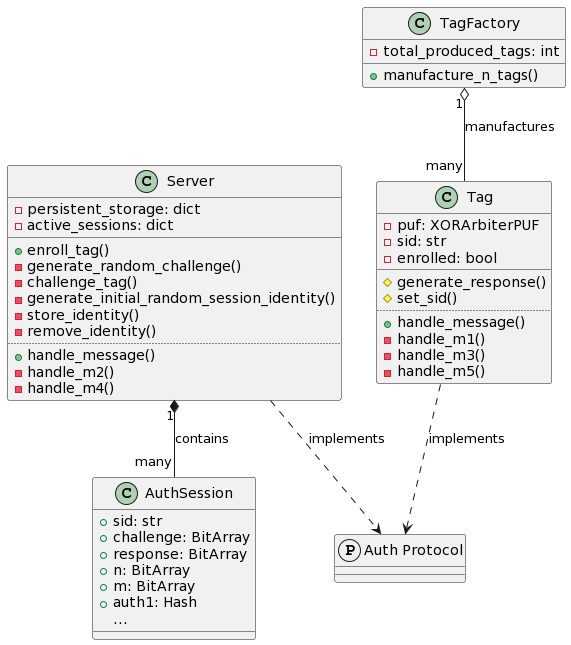 C TagFactory
total_produced_tags: int
manufacture_n_tags()
1
manufactures
many
C Server
persistent_storage: dict
active_sessions: dict
enroll_tag()
generate_random_challenge()
challenge_tag()
generate_initial_random_session_identity()
store_identity()
remove_identity()
handle_message()
handle_m2()
handle_m4()
C Tag
puf: XORArbiterPUF
sid: str
enrolled: bool
generate_response()
set_sid()
handle_message()
handle_m1()
handle_m3()
handle_m5()
1
contains
many
implements
implements
C AuthSession
sid: str
challenge: BitArray
response: BitArray
n: BitArray
m: BitArray
auth1: Hash
...
P Auth Protocol